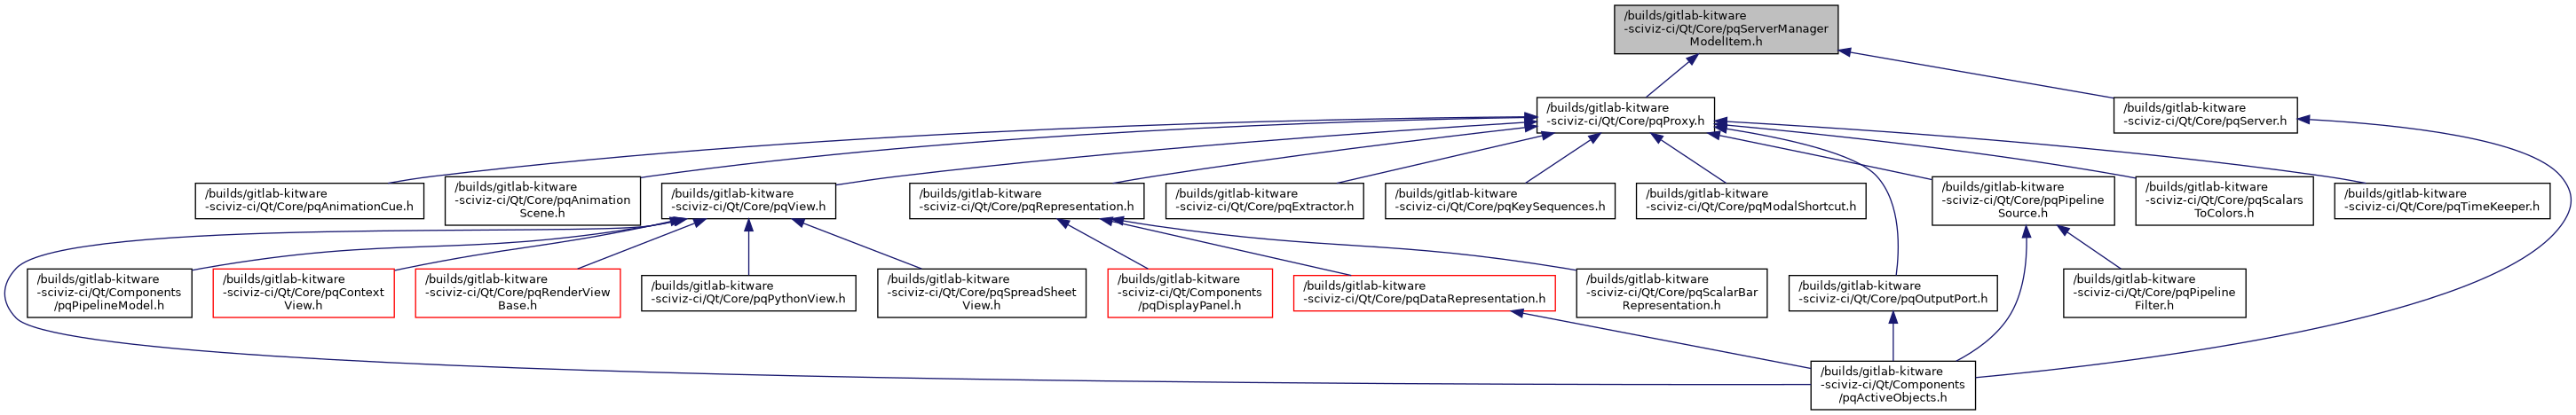 /builds/gitlab-kitware
-sciviz-ci/Qt/Core/pqServerManager
ModelItem.h
/builds/gitlab-kitware
-sciviz-ci/Qt/Core/pqProxy.h
/builds/gitlab-kitware
-sciviz-ci/Qt/Core/pqServer.h
/builds/gitlab-kitware
-sciviz-ci/Qt/Core/pqAnimationCue.h
/builds/gitlab-kitware
-sciviz-ci/Qt/Core/pqAnimation
Scene.h
/builds/gitlab-kitware
-sciviz-ci/Qt/Core/pqView.h
/builds/gitlab-kitware
-sciviz-ci/Qt/Core/pqRepresentation.h
/builds/gitlab-kitware
-sciviz-ci/Qt/Core/pqExtractor.h
/builds/gitlab-kitware
-sciviz-ci/Qt/Core/pqKeySequences.h
/builds/gitlab-kitware
-sciviz-ci/Qt/Core/pqModalShortcut.h
/builds/gitlab-kitware
-sciviz-ci/Qt/Core/pqPipeline
Source.h
/builds/gitlab-kitware
-sciviz-ci/Qt/Core/pqScalars
ToColors.h
/builds/gitlab-kitware
-sciviz-ci/Qt/Core/pqTimeKeeper.h
/builds/gitlab-kitware
-sciviz-ci/Qt/Components
/pqPipelineModel.h
/builds/gitlab-kitware
-sciviz-ci/Qt/Core/pqContext
View.h
/builds/gitlab-kitware
-sciviz-ci/Qt/Core/pqRenderView
Base.h
/builds/gitlab-kitware
-sciviz-ci/Qt/Core/pqPythonView.h
/builds/gitlab-kitware
-sciviz-ci/Qt/Core/pqSpreadSheet
View.h
/builds/gitlab-kitware
-sciviz-ci/Qt/Components
/pqDisplayPanel.h
/builds/gitlab-kitware
-sciviz-ci/Qt/Core/pqDataRepresentation.h
/builds/gitlab-kitware
-sciviz-ci/Qt/Core/pqScalarBar
Representation.h
/builds/gitlab-kitware
-sciviz-ci/Qt/Core/pqOutputPort.h
/builds/gitlab-kitware
-sciviz-ci/Qt/Core/pqPipeline
Filter.h
/builds/gitlab-kitware
-sciviz-ci/Qt/Components
/pqActiveObjects.h